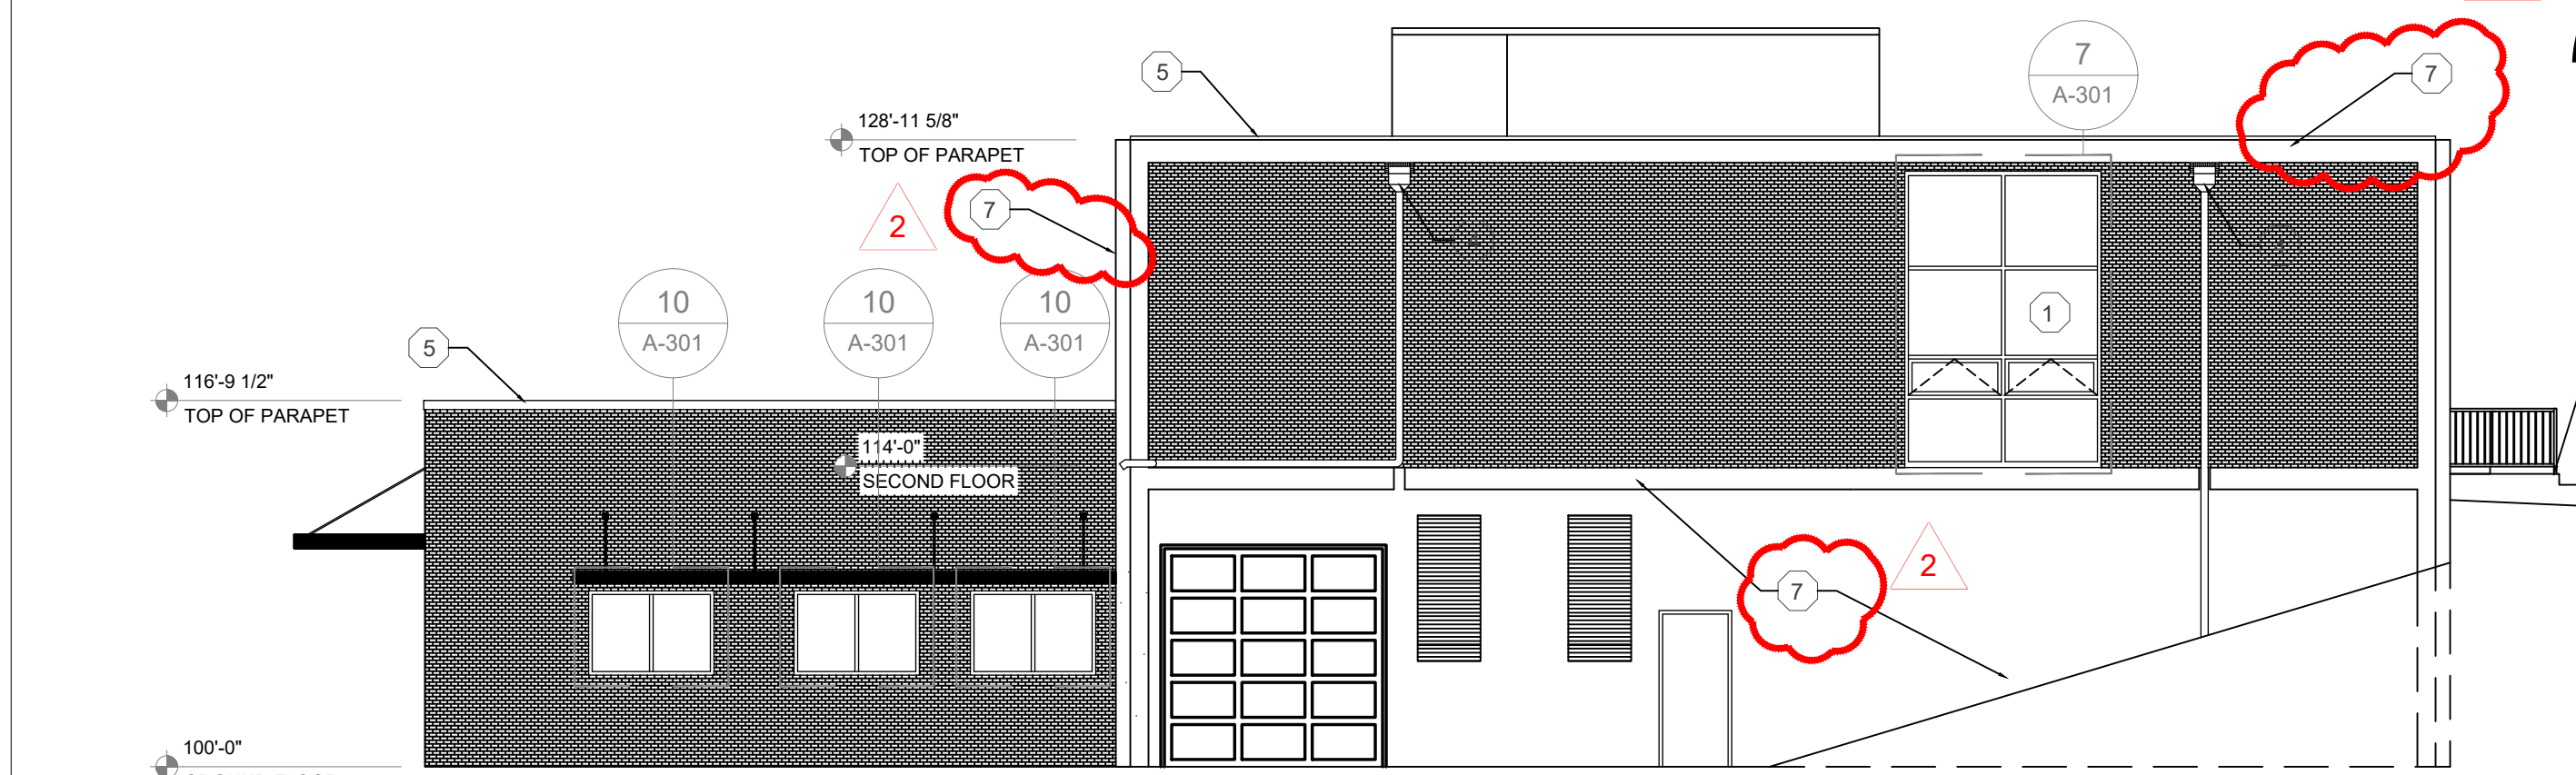 7
A-301
7
5
128'-11 5/8"
TOP OF PARAPET
7
2
10
A-301
10
A-301
10
A-301
1
5
116'-9 1/2"
TOP OF PARAPET
114'-0"
SECOND FLOOR
2
7
100'-0"